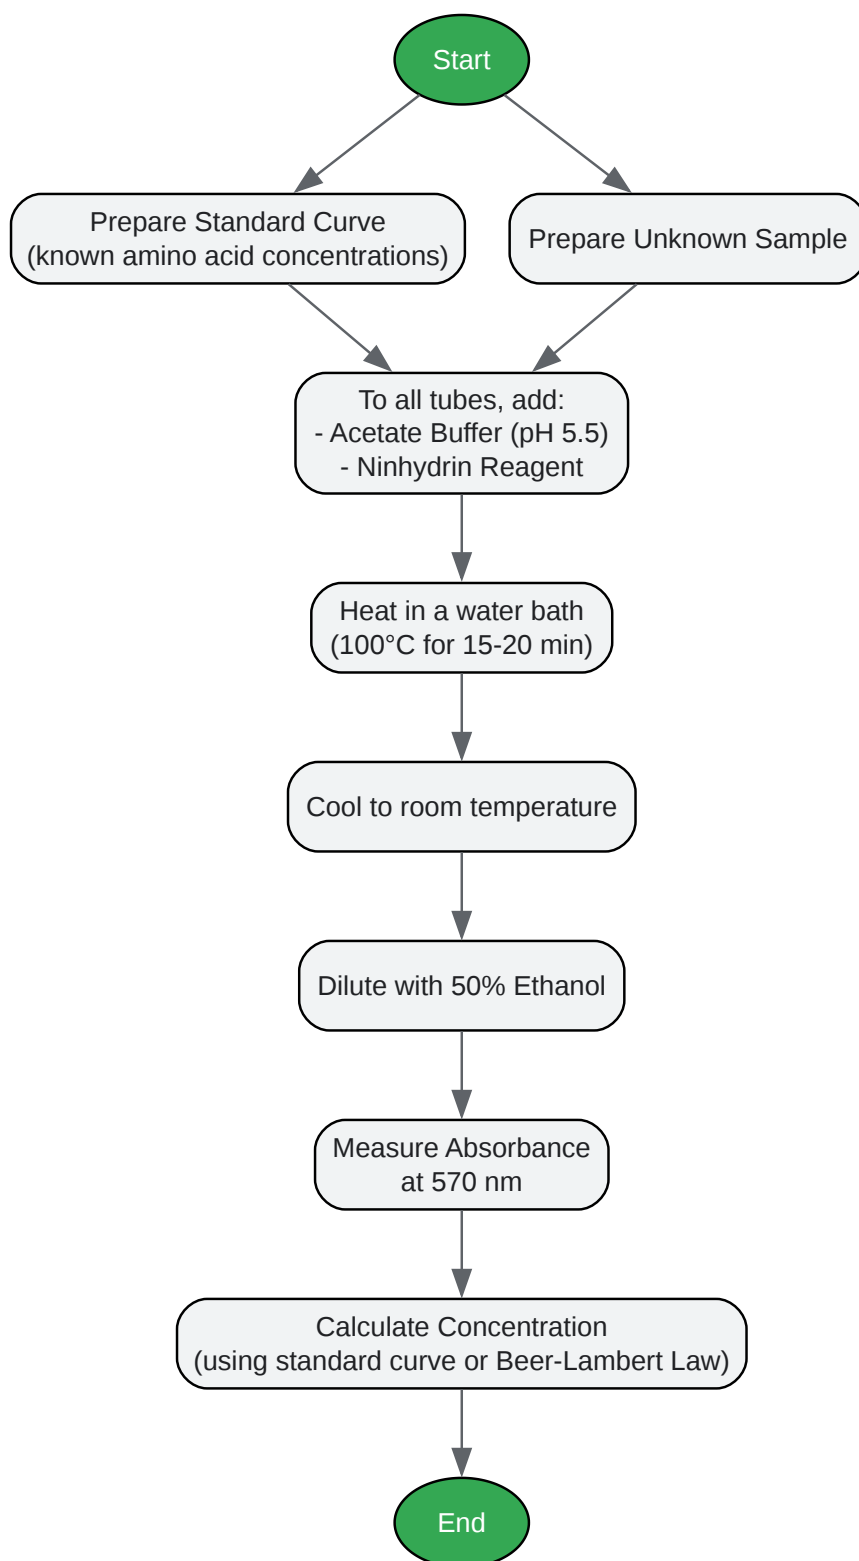 Start
Prepare Standard Curve
(known amino acid concentrations)
Prepare Unknown Sample
To all tubes, add:
- Acetate Buffer (pH 5.5)
- Ninhydrin Reagent
Heat in a water bath
(100°C for 15-20 min)
Cool to room temperature
Dilute with 50% Ethanol
Measure Absorbance
at 570 nm
Calculate Concentration
(using standard curve or Beer-Lambert Law)
End